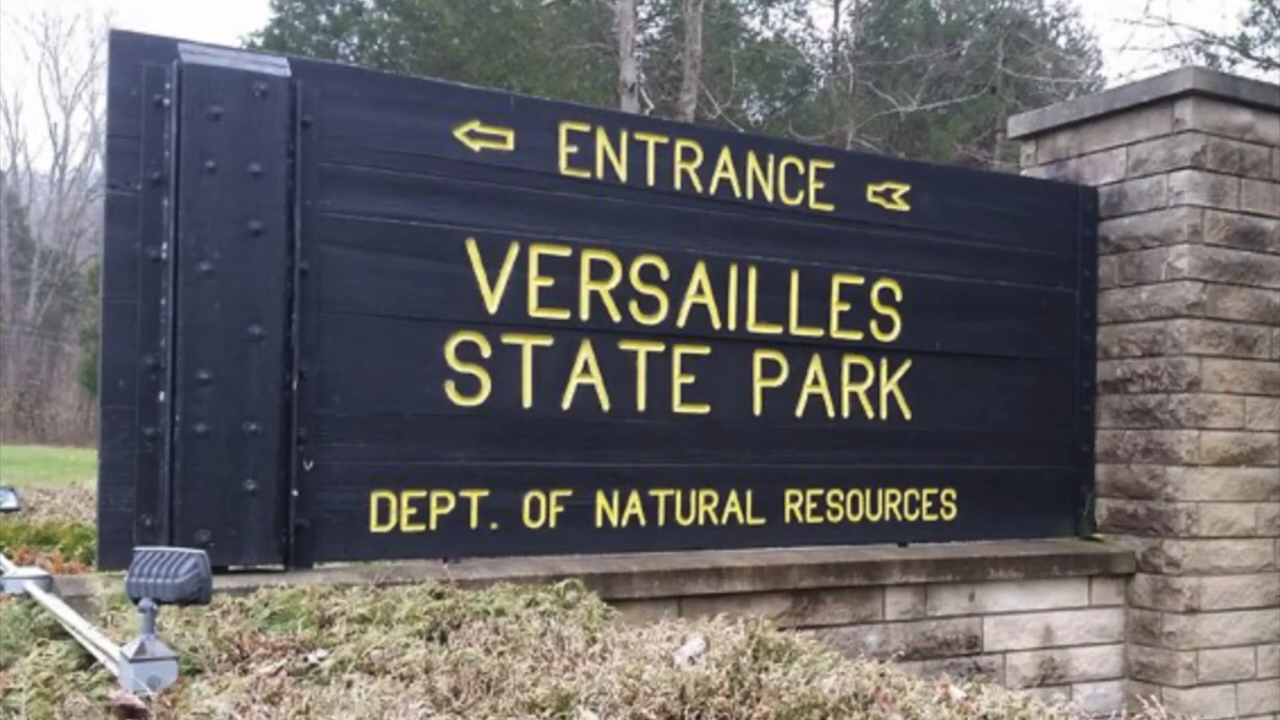 ENTRANCE
VERSAILLES
STATE PARK
DEPT. OF NATURAL RESOURCES